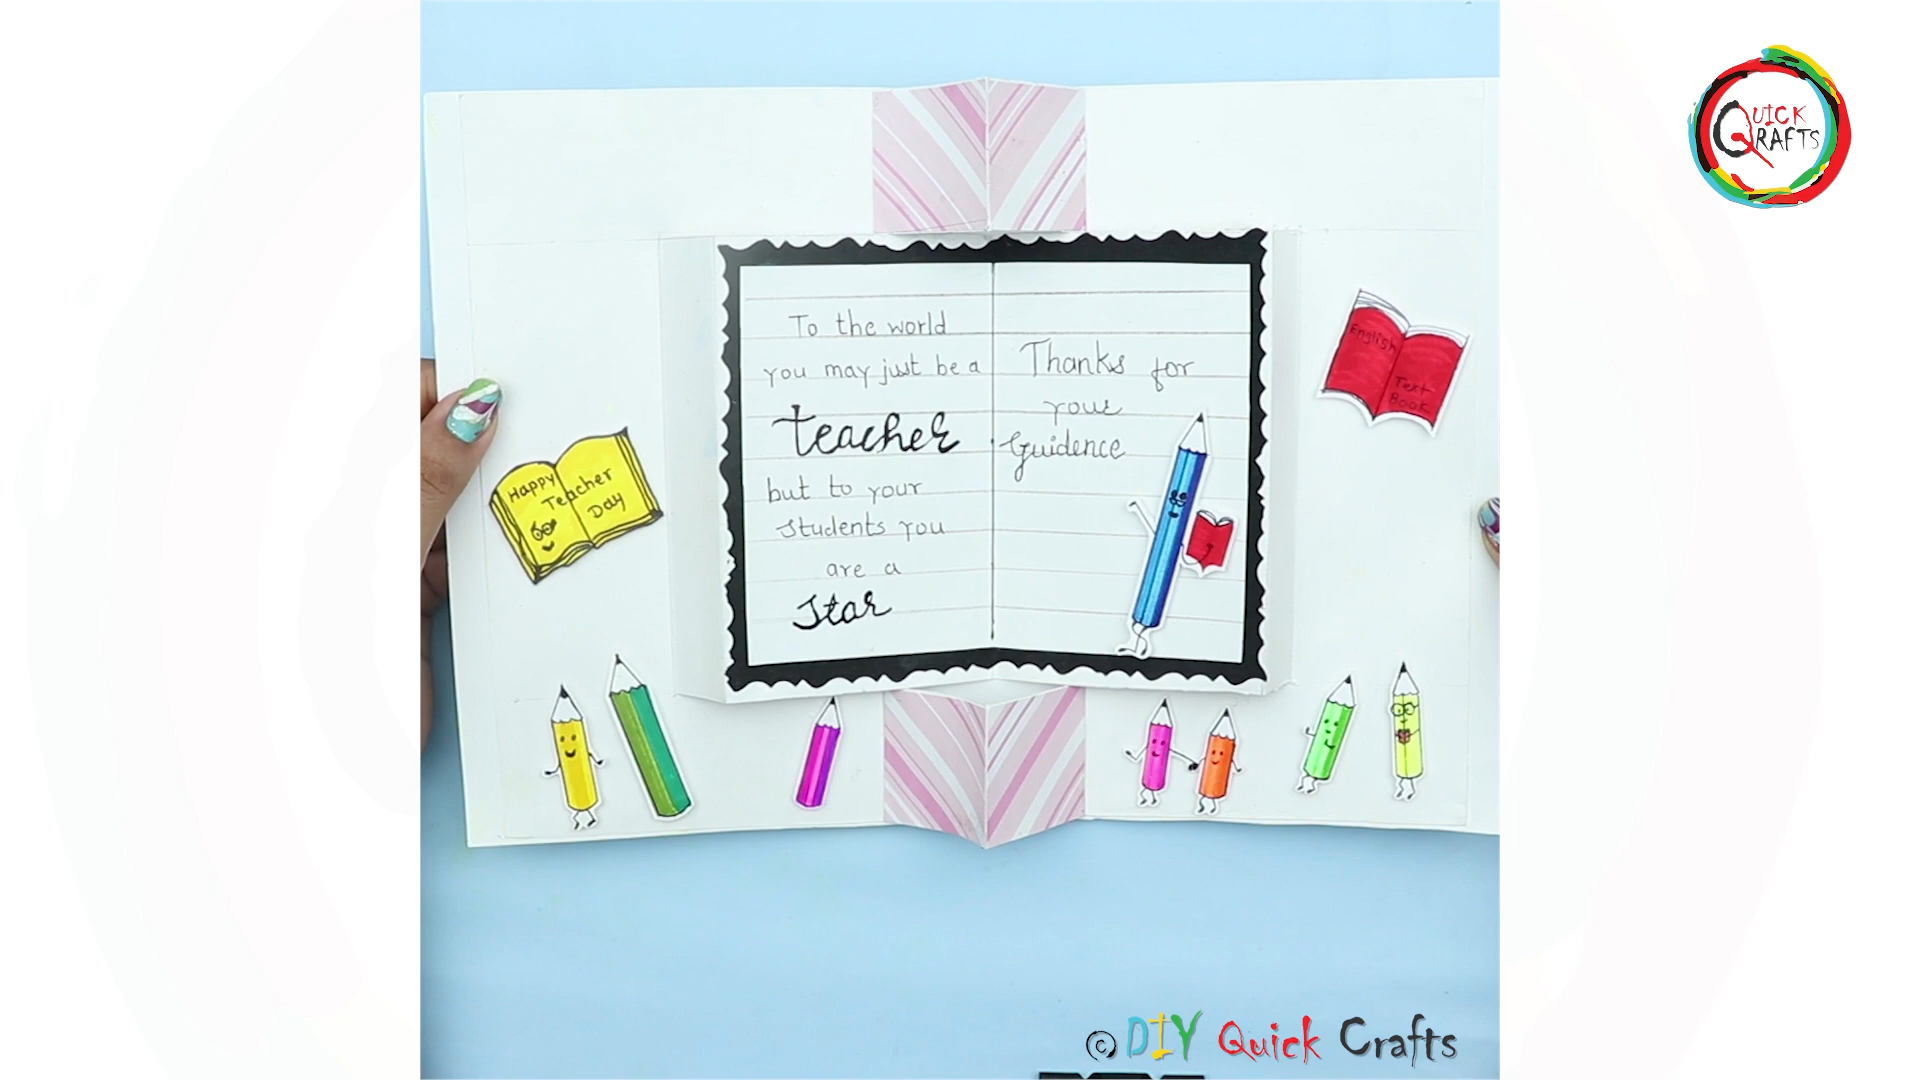 QUICK
QRAFTS
To the world
you may just be a
teacher
but to your
students you
are a
Star
Thanks for
your
Guidence
Happy
Teacher
Day
English
Text
Book
© DIY Quick Crafts